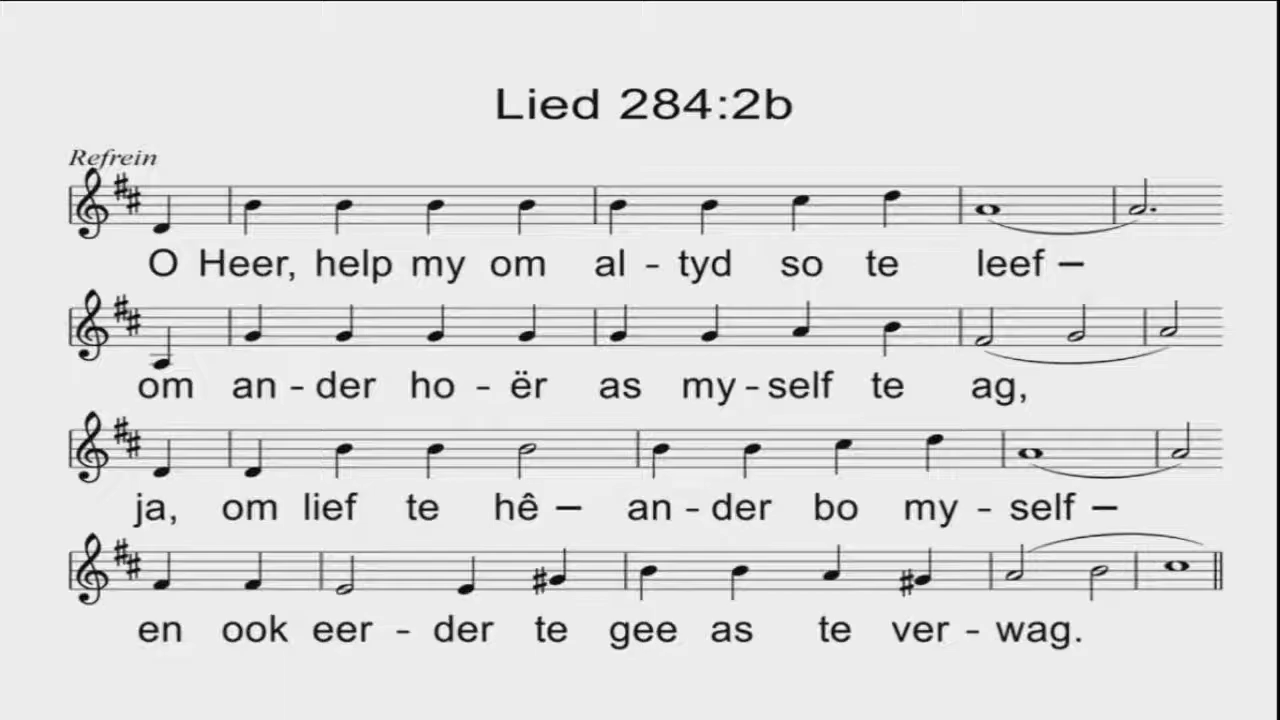 Lied 284:2b
Refrein
O Heer, help my om al - tyd so te leef –
om an - der ho - ër as my - self te ag,
ja, om lief te hê – an - der bo my - self –
en ook eer - der te gee as te ver - wag.